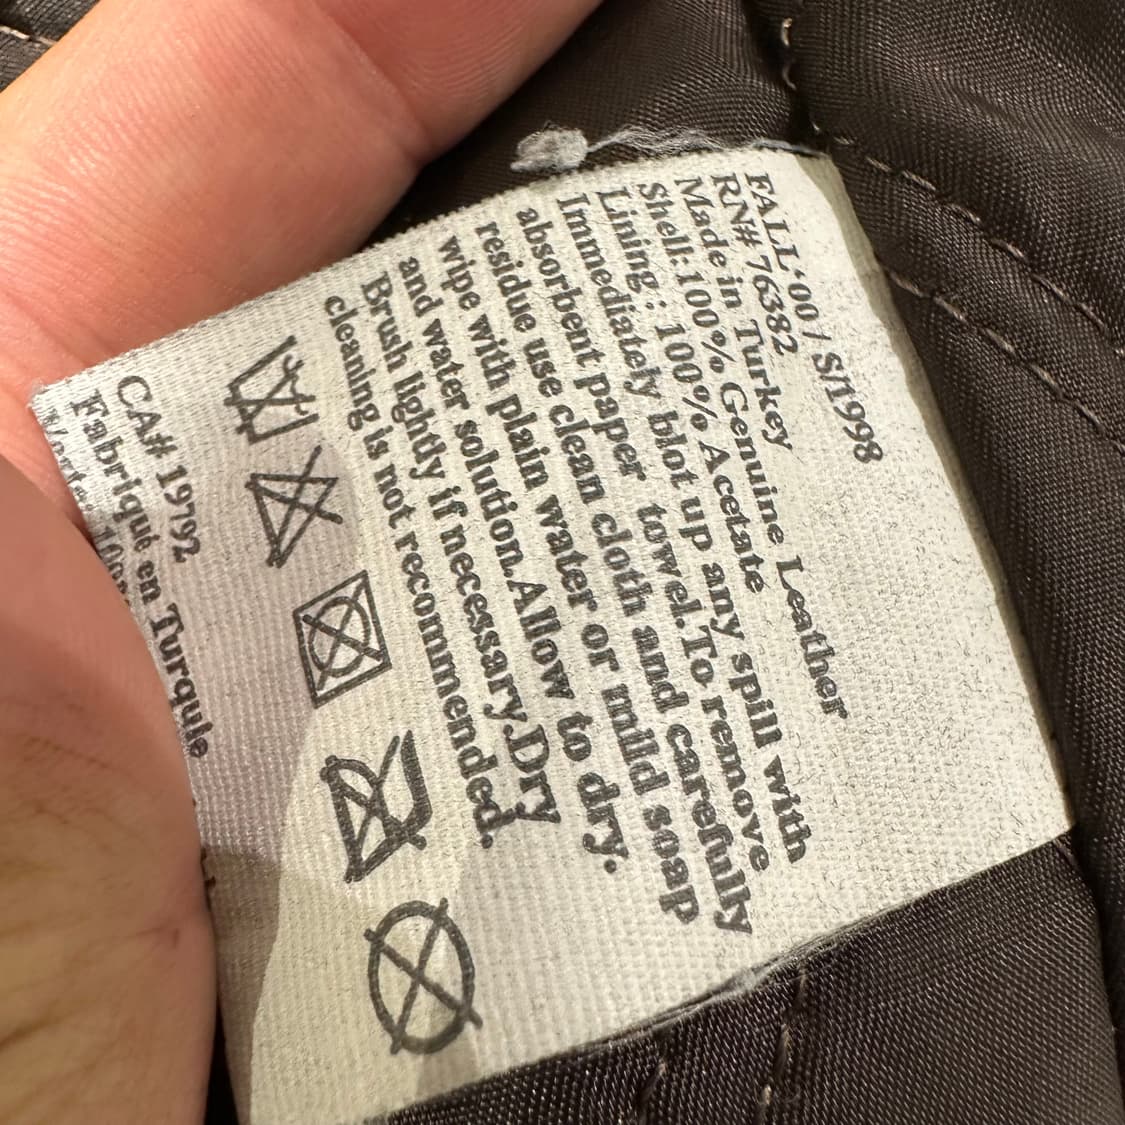 FALL'00 / S/1998
RN# 76382
Made in Turkey
Shell: 100% Genuine Leather
Lining : 100% Acetate
Immediately blot up any spill with
absorbent paper towel.To remove
residue use clean cloth and carefully
wipe with plain water or mild soap
and water solution.Allow to dry.
Brush lightly if necessary.Dry
cleaning is not recommended.
CA# 19792
Fabriqué en Turquie